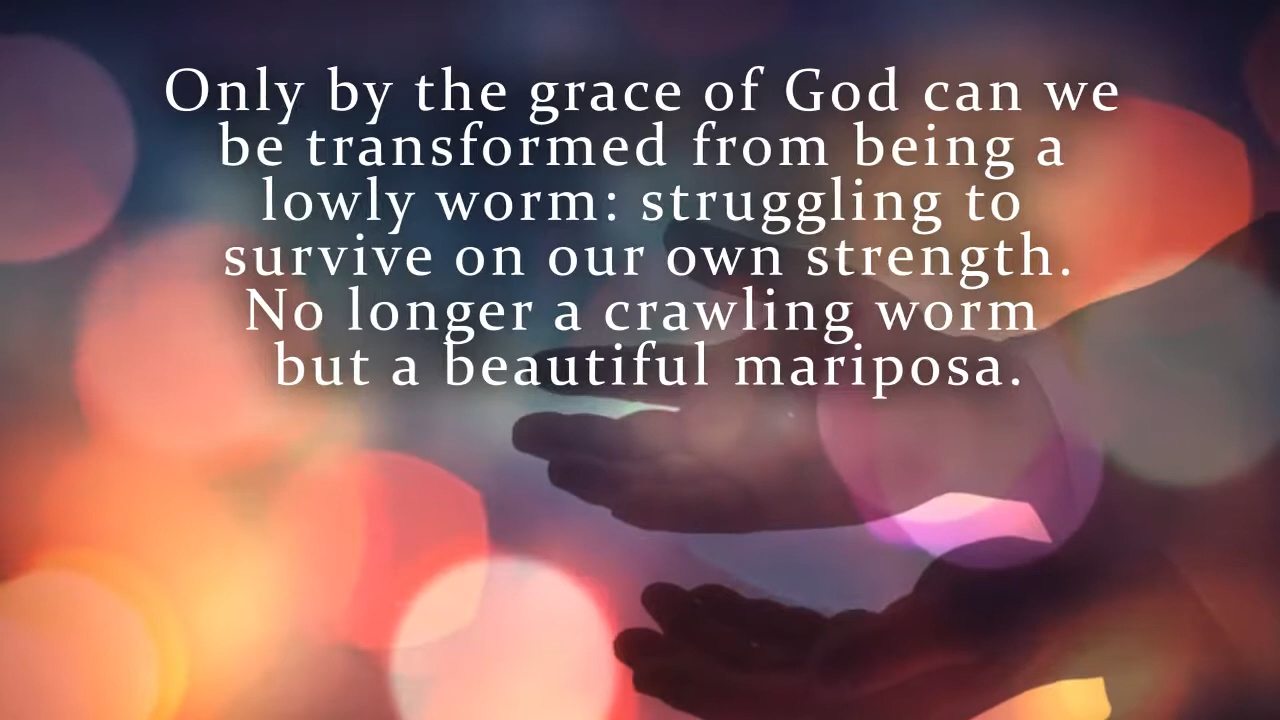 Only by the grace of God can we
be transformed from being a
lowly worm: struggling to
survive on our own strength.
No longer a crawling worm
but a beautiful mariposa.